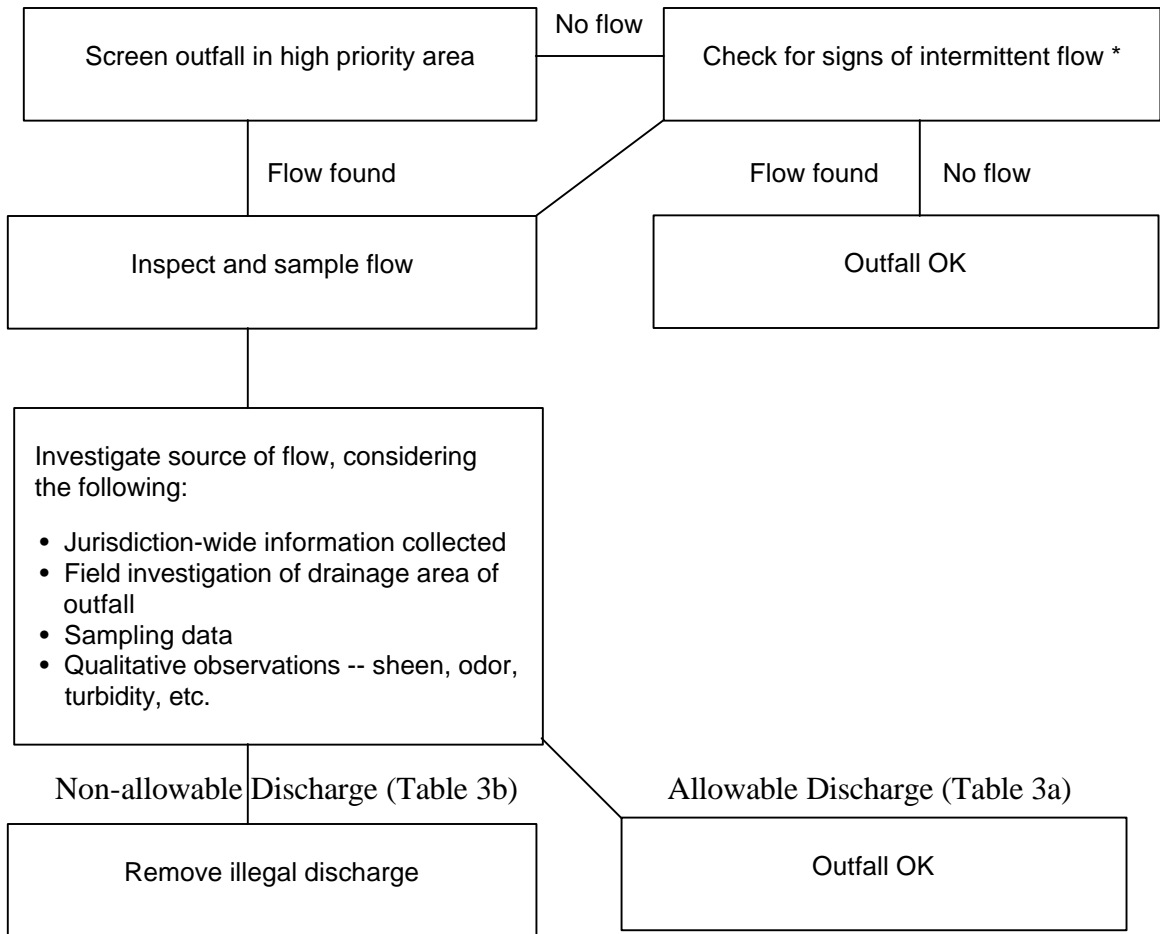 No flow
Screen outfall in high priority area
Check for signs of intermittent flow *
Flow found
Flow found
No flow
Inspect and sample flow
Outfall OK
Investigate source of flow, considering
the following:
• Jurisdiction-wide information collected
• Field investigation of drainage area of
outfall
• Sampling data
• Qualitative observations -- sheen, odor,
turbidity, etc.
Non-allowable Discharge (Table 3b)
Allowable Discharge (Table 3a)
Remove illegal discharge
Outfall OK